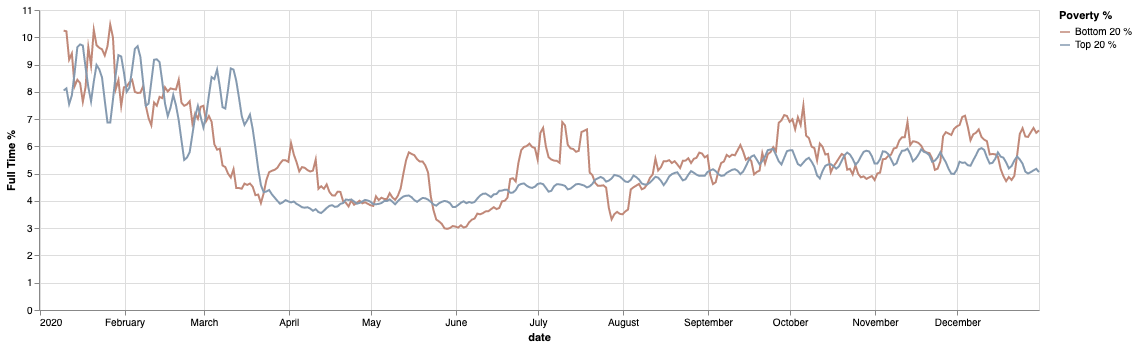 11
10
9
8
7
6
5
4
3
2
1
0
Full Time %
2020 February March April May June July August September October November December
date
Poverty %
Bottom 20 %
Top 20 %